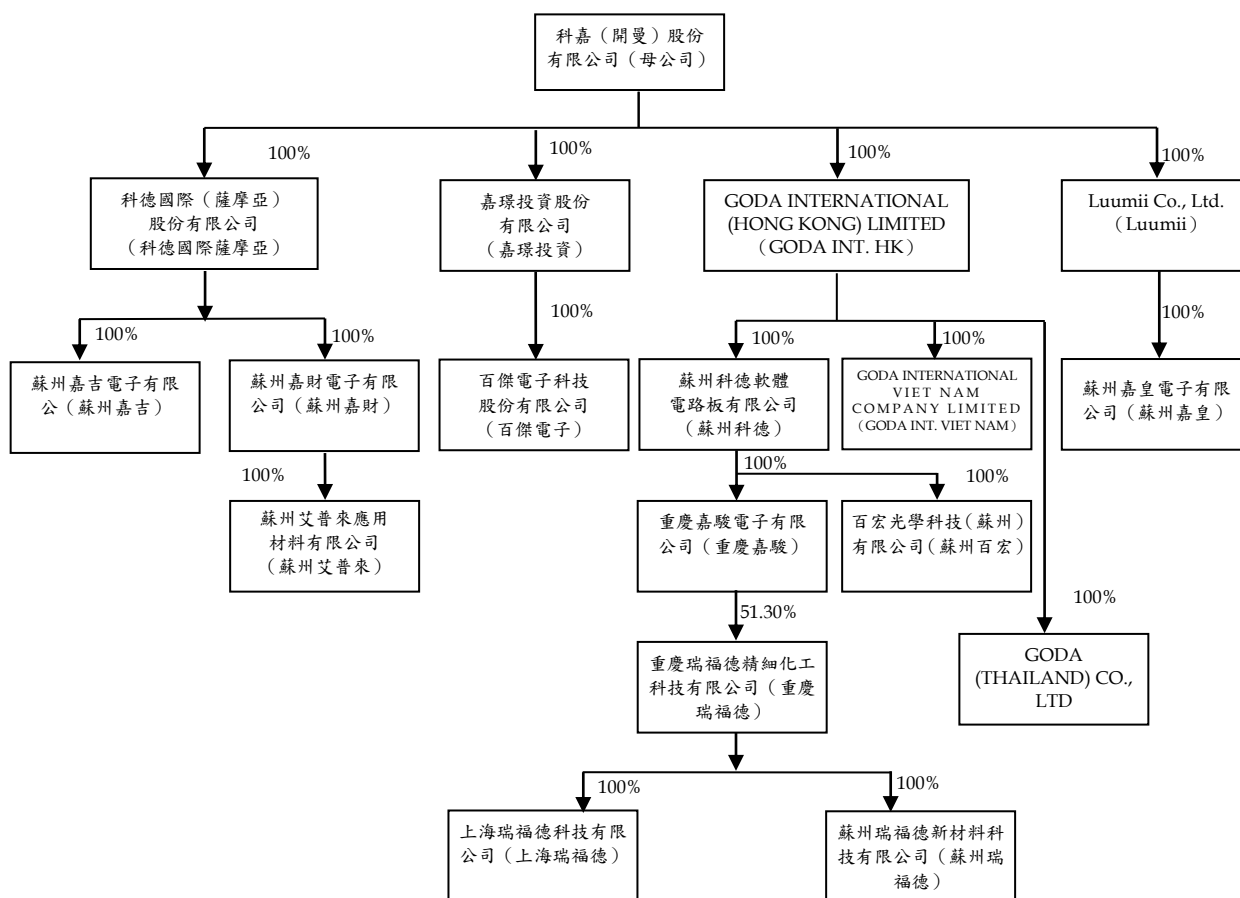 科嘉（開曼）股份
有限公司（母公司）
100%
100%
100%
100%
科德國際（薩摩亞）
股份有限公司
（科德國際薩摩亞）
嘉璟投資股份
有限公司
（嘉璟投資）
GODA INTERNATIONAL
(HONG KONG) LIMITED
（GODA INT. HK）
Luumii Co., Ltd.
（Luumii）
100%
100%
100%
100%
100%
100%
蘇州嘉吉電子有限
公（蘇州嘉吉）
蘇州嘉財電子有限
公司（蘇州嘉財）
百傑電子科技
股份有限公司
（百傑電子）
蘇州科德軟體
電路板有限公司
（蘇州科德）
GODA INTERNATIONAL
VIET NAM
COMPANY LIMITED
（GODA INT. VIET NAM）
蘇州嘉皇電子有限
公司（蘇州嘉皇）
100%
100%
100%
蘇州艾普來應用
材料有限公司
（蘇州艾普來）
重慶嘉駿電子有限
公司（重慶嘉駿）
百宏光學科技（蘇州）
有限公司（蘇州百宏）
51.30%
100%
重慶瑞福德精細化工
科技有限公司（重慶
瑞福德）
GODA
(THAILAND) CO.,
LTD
100%
100%
上海瑞福德科技有限
公司（上海瑞福德）
蘇州瑞福德新材料科
技有限公司（蘇州瑞
福德）